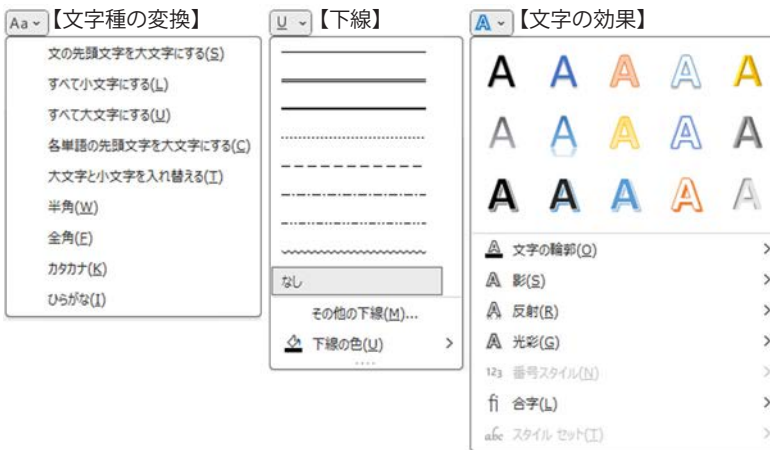 Aa 【文字種の変換】
文の先頭文字を大文字にする(S)
すべて小文字にする(L)
すべて大文字にする(U)
各単語の先頭文字を大文字にする(C)
大文字と小文字を入れ替える(T)
半角(W)
全角(F)
カタカナ(K)
ひらがな(I)
U 【下線】
なし
その他の下線(M)...
下線の色(U)
A 【文字の効果】
A A A A A
A A A A A
A A A A A
A 文字の輪郭(O)
A 影(S)
A 反射(R)
A 光彩(G)
123 番号スタイル(N)
fi 合字(L)
abc スタイル セット(T)